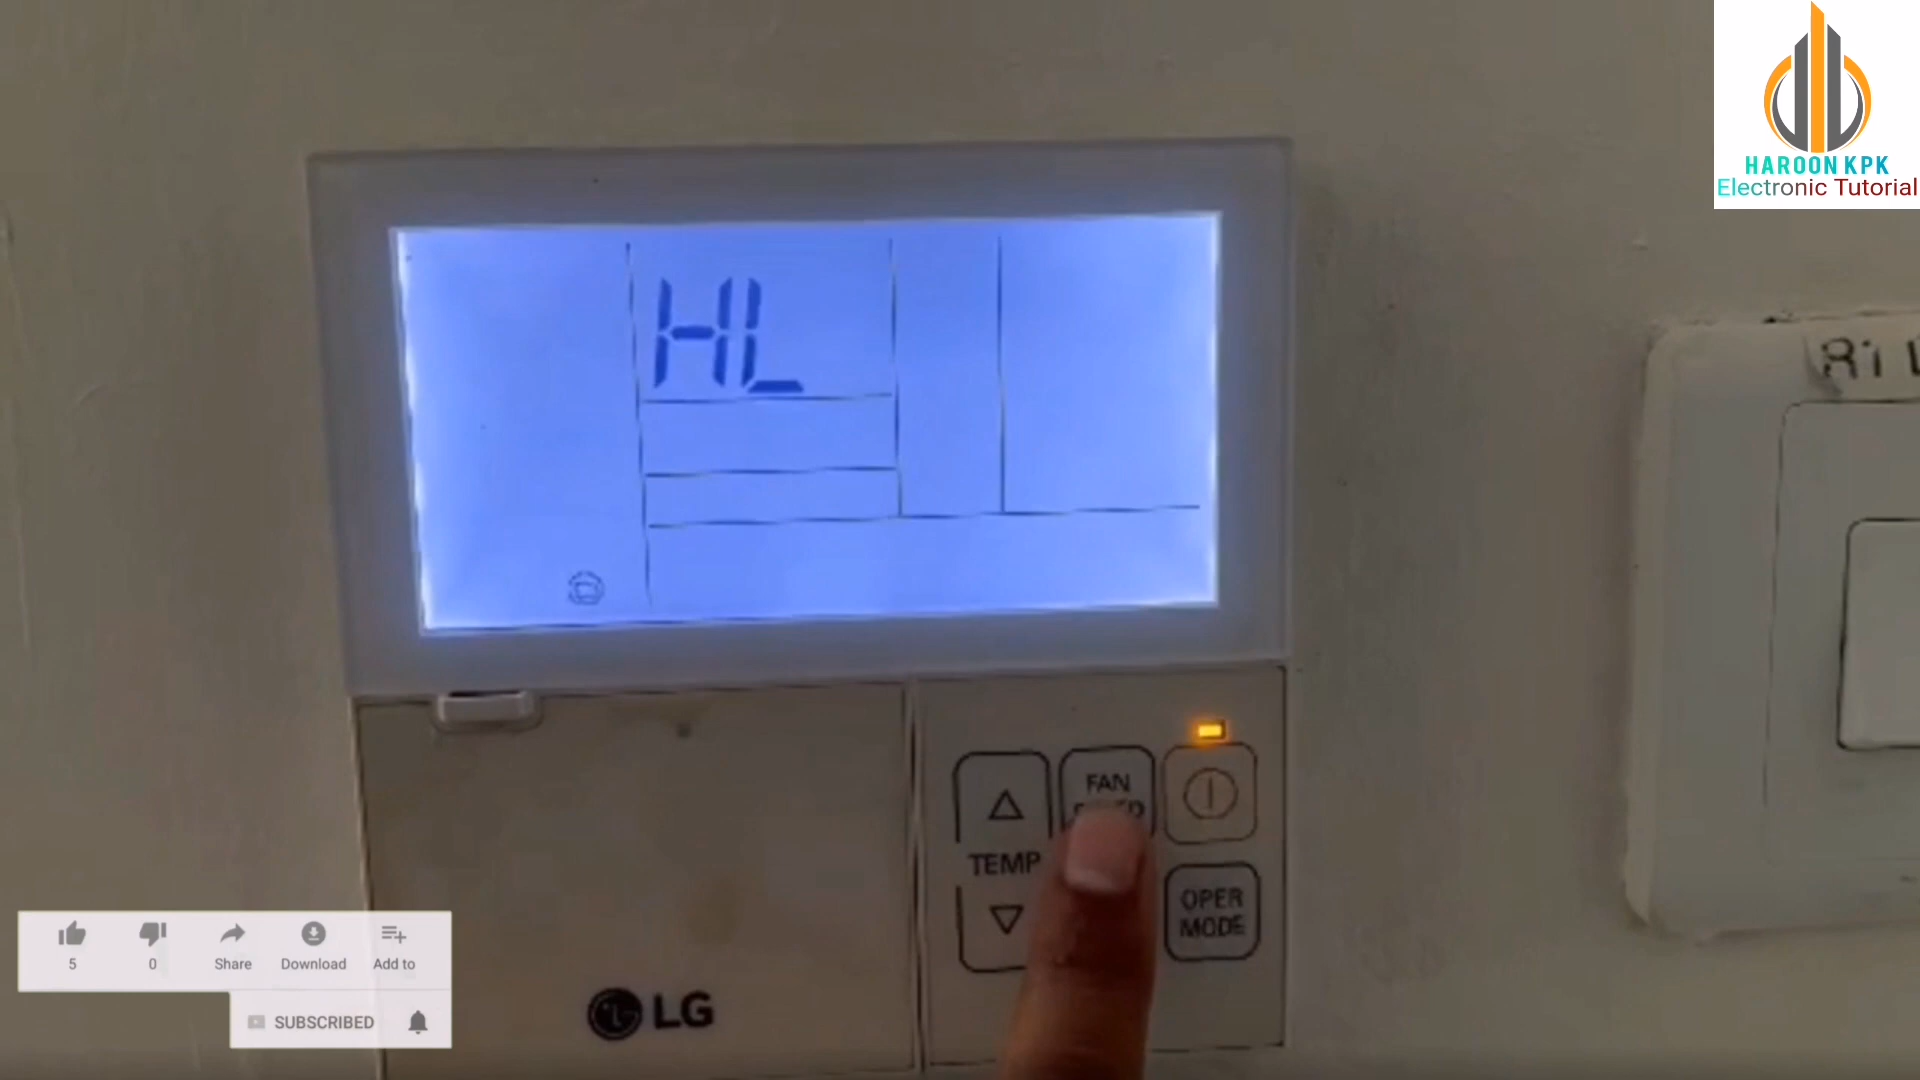 HAROON KPK
Electronic Tutorial
HL
FAN
TEMP
OPER
MODE
LG
5
0
Share
Download
Add to
SUBSCRIBED